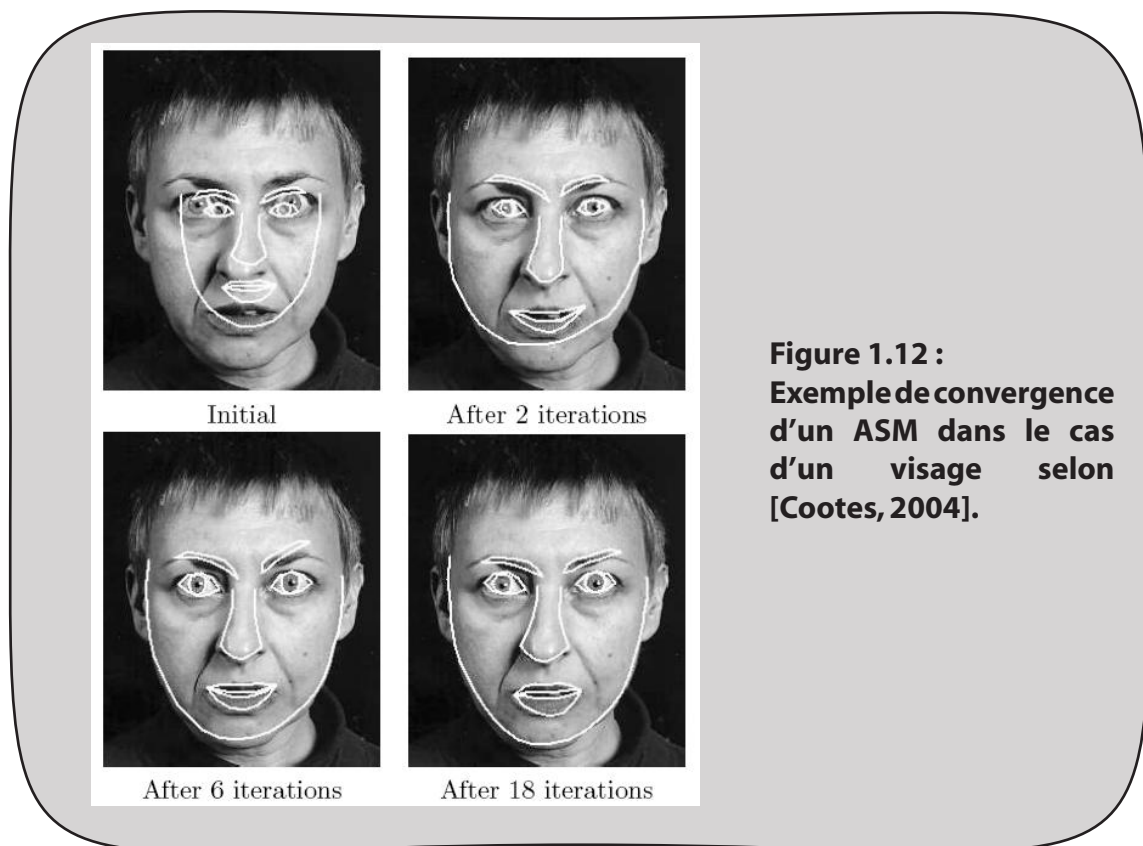 Initial
After 2 iterations
After 6 iterations
After 18 iterations
Figure 1.12 :
Exemple de convergence
d'un ASM dans le cas
d'un visage selon
[Cootes, 2004].